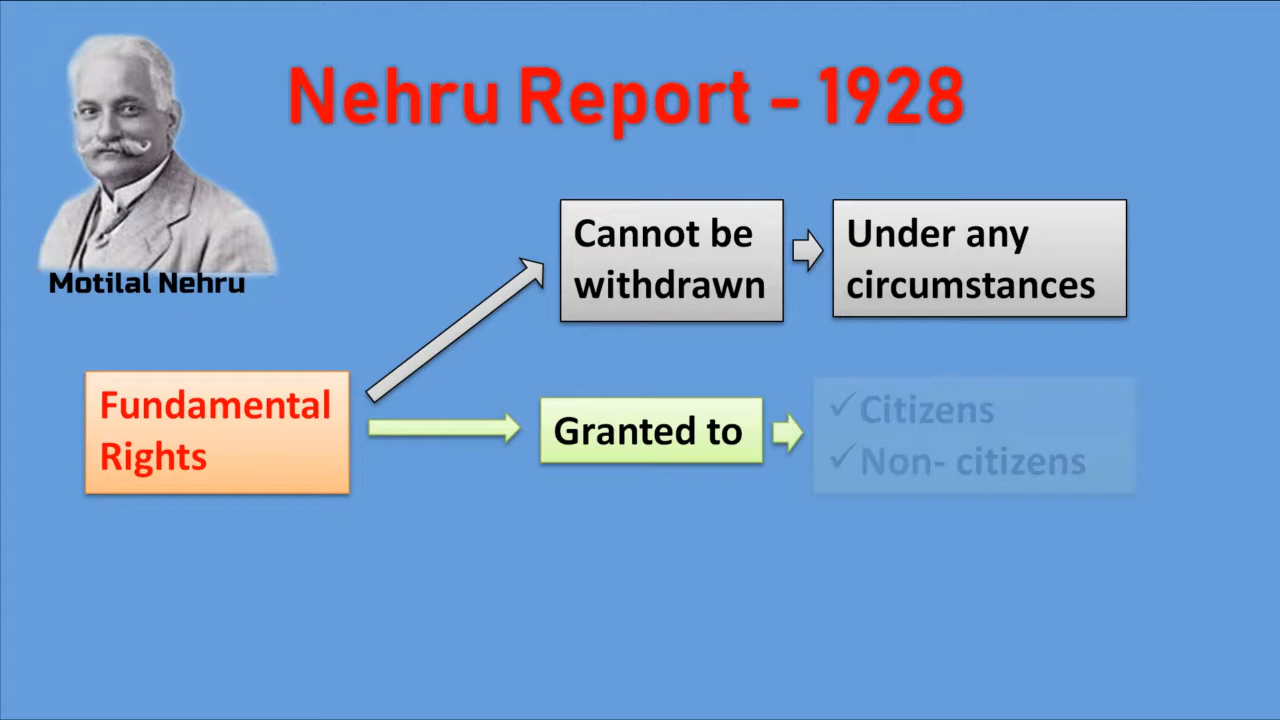 Nehru Report - 1928
Motilal Nehru
Cannot be
withdrawn
Under any
circumstances
Fundamental
Rights
Granted to
✓Citizens
✓Non- citizens